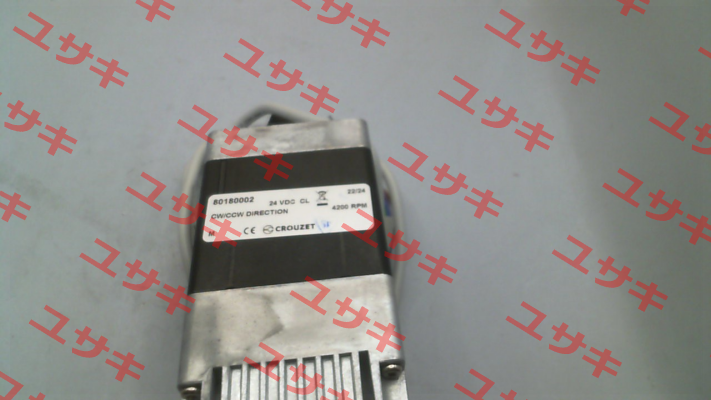 80180002 24 VDC CL 22/24
CW/CCW DIRECTION 4200 RPM
M CE CROUZET
ユサキ